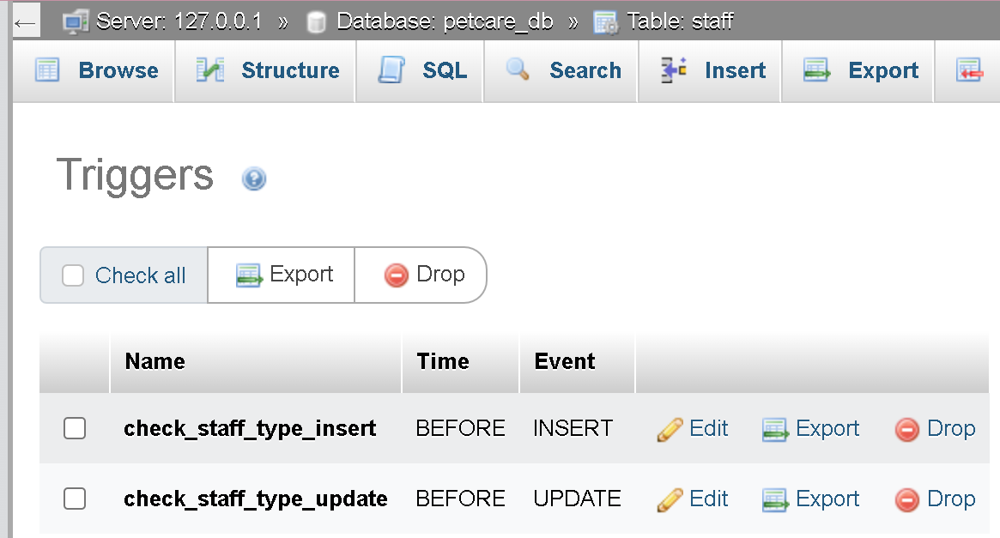 ← Server: 127.0.0.1 » Database: petcare_db » Table: staff
Browse Structure SQL Search Insert Export
Triggers ?
Check all Export Drop
Name Time Event
check_staff_type_insert BEFORE INSERT Edit Export Drop
check_staff_type_update BEFORE UPDATE Edit Export Drop